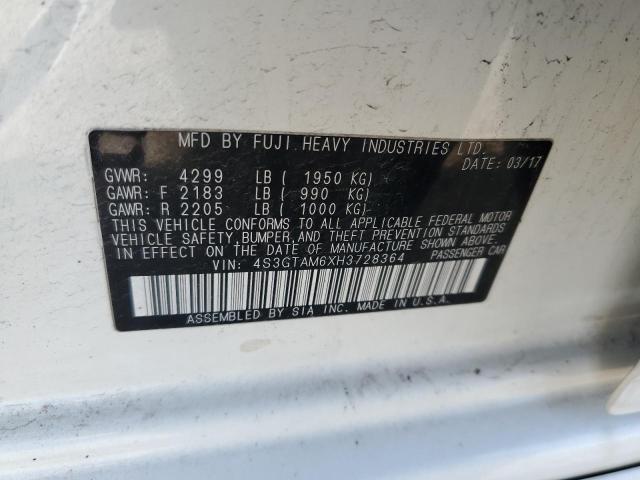 MFD BY FUJI HEAVY INDUSTRIES LTD.
DATE: 03/17
GVWR: 4299 LB ( 1950 KG)
GAWR: F 2183 LB ( 990 KG)
GAWR: R 2205 LB ( 1000 KG)
THIS VEHICLE CONFORMS TO ALL APPLICABLE FEDERAL MOTOR
VEHICLE SAFETY, BUMPER, AND THEFT PREVENTION STANDARDS
IN EFFECT ON THE DATE OF MANUFACTURE SHOWN ABOVE.
VIN: 4S3GTAM6XH3728364 PASSENGER CAR
ASSEMBLED BY SIA INC. MADE IN U.S.A.